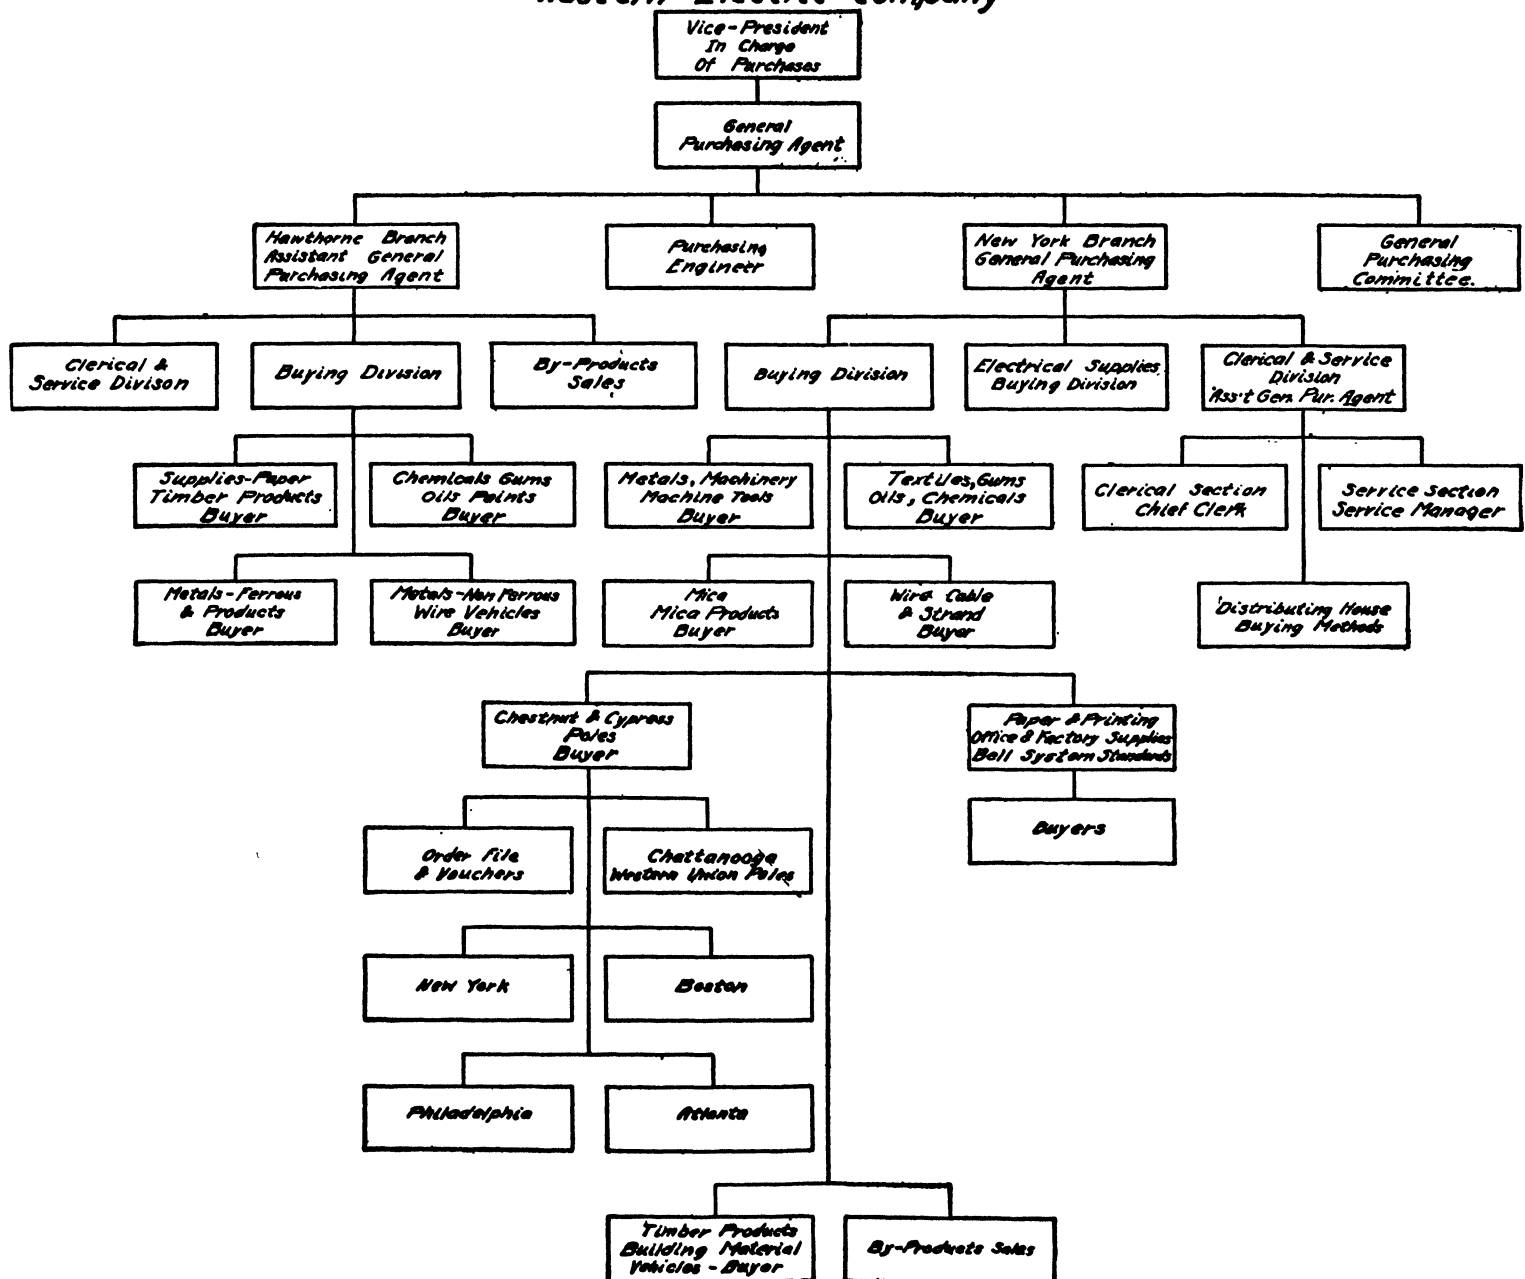 Western Electric Company
Vice-President
In Charge
Of Purchases
General
Purchasing Agent
Hawthorne Branch
Assistant General
Purchasing Agent
Purchasing
Engineer
New York Branch
General Purchasing
Agent
General
Purchasing
Committee.
Clerical &
Service Divison
Buying Division
By-Products
Sales
Buying Division
Electrical Supplies
Buying Division
Clerical & Service
Division
Ass't Gen. Pur. Agent
Supplies-Paper
Timber Products
Buyer
Chemicals Gums
Oils Paints
Buyer
Metals, Machinery
Machine Tools
Buyer
Textiles, Gums
Oils, Chemicals
Buyer
Clerical Section
Chief Clerk
Service Section
Service Manager
Metals-Ferrous
& Products
Buyer
Metals-Non Ferrous
Wire Vehicles
Buyer
Mica
Mica Products
Buyer
Wire Cable
& Strand
Buyer
Distributing House
Buying Methods
Chestnut & Cypress
Poles
Buyer
Paper & Printing
Office & Factory Supplies
Bell System Standards
Buyers
Order File
& Vouchers
Chattanooga
Western Union Poles
New York
Boston
Philadelphia
Atlanta
Timber Products
Building Material
Vehicles - Buyer
By-Products Sales